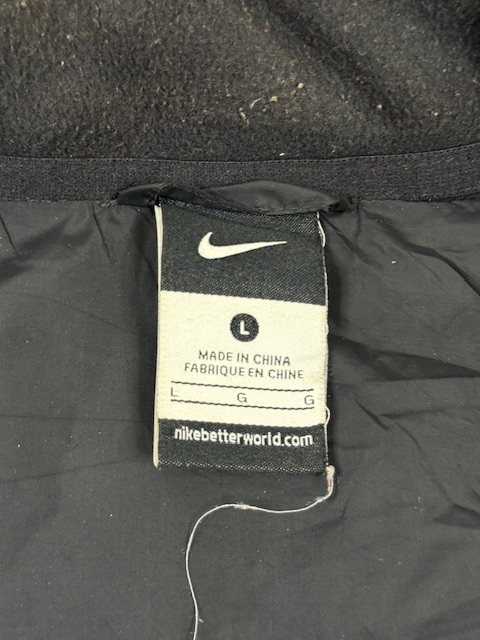 L
MADE IN CHINA
FABRIQUE EN CHINE
L G G
nikebetterworld.com